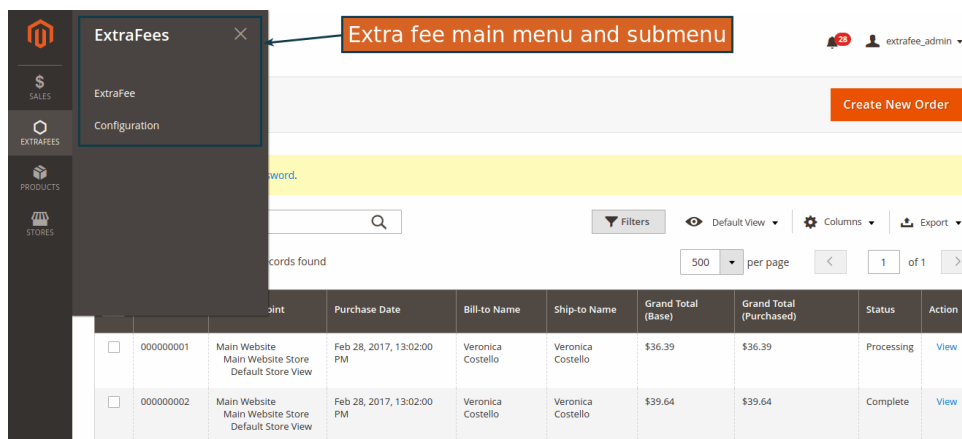 ExtraFees
Extra fee main menu and submenu
28 extrafee_admin
SALES
ExtraFee
Create New Order
EXTRAFEES
Configuration
sword.
PRODUCTS
STORES
Filters Default View Columns Export
cords found
500 per page 1 of 1
oint Purchase Date Bill-to Name Ship-to Name Grand Total (Base) Grand Total (Purchased) Status Action
000000001 Main Website Feb 28, 2017, 13:02:00 Veronica Veronica $36.39 $36.39 Processing View
Main Website Store PM Costello Costello
Default Store View
000000002 Main Website Feb 28, 2017, 13:02:00 Veronica Veronica $39.64 $39.64 Complete View
Main Website Store PM Costello Costello
Default Store View